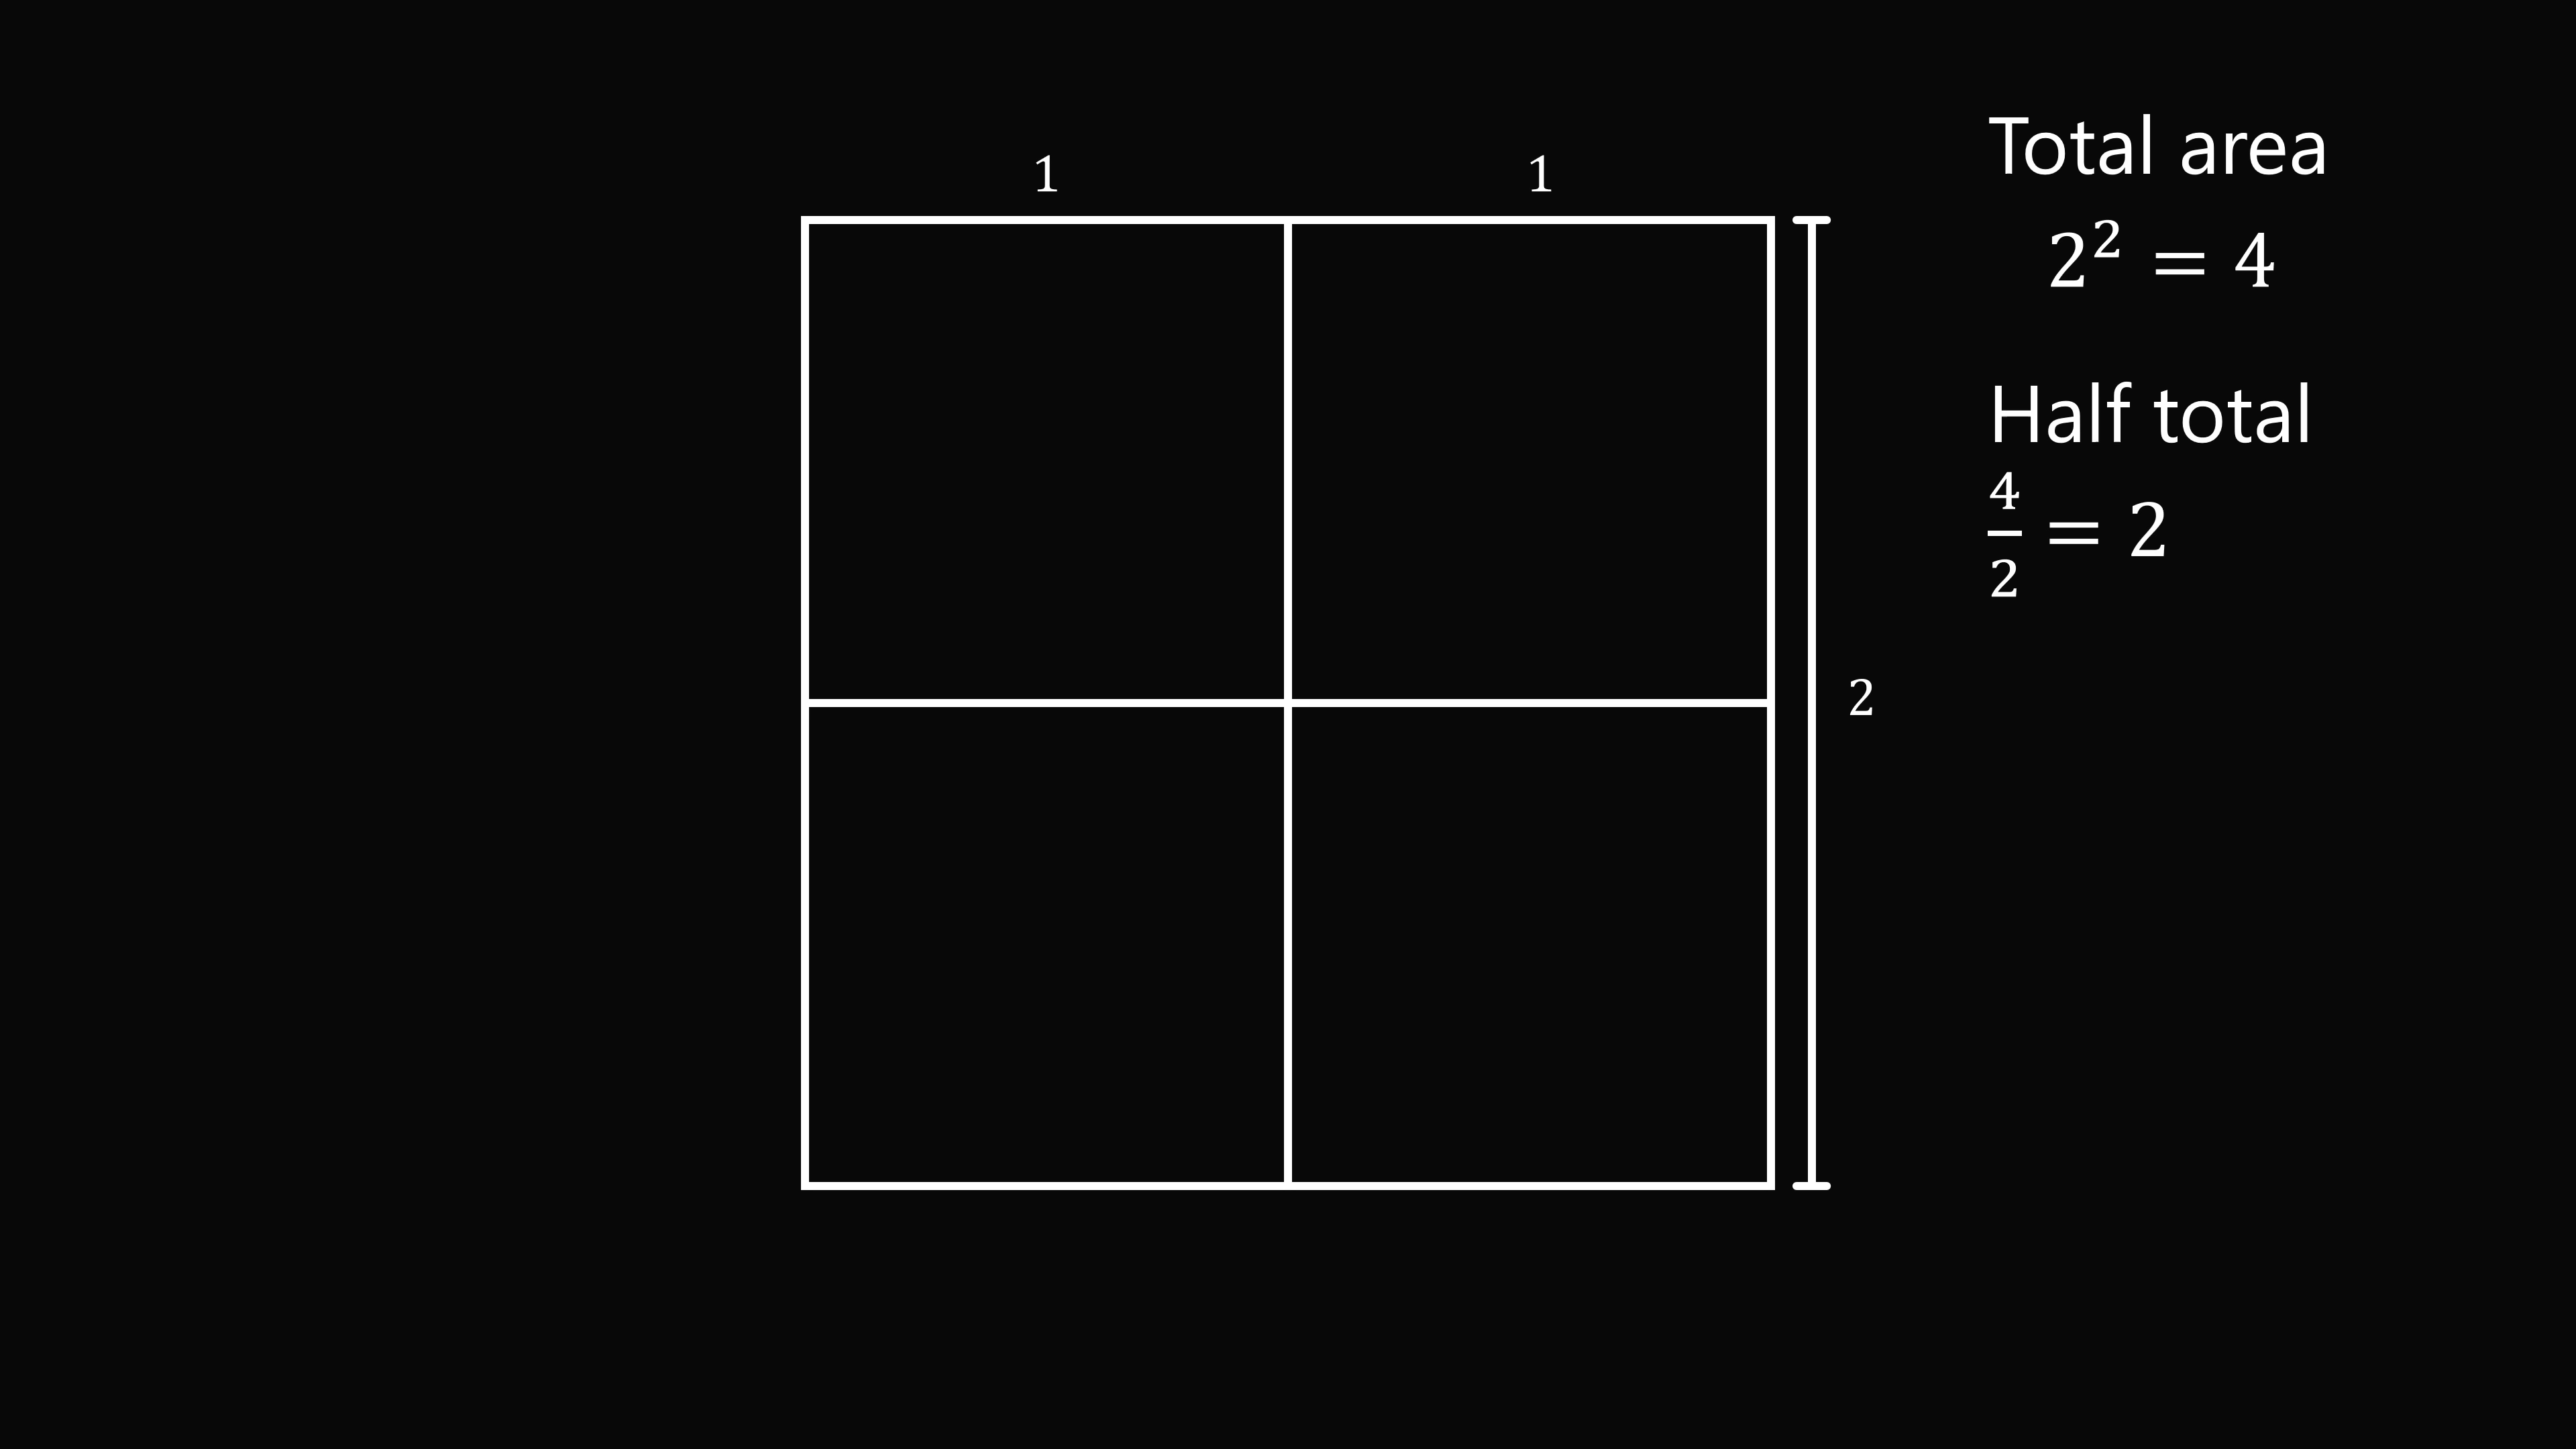 1 1
Total area
2² = 4
Half total
4/2 = 2
2